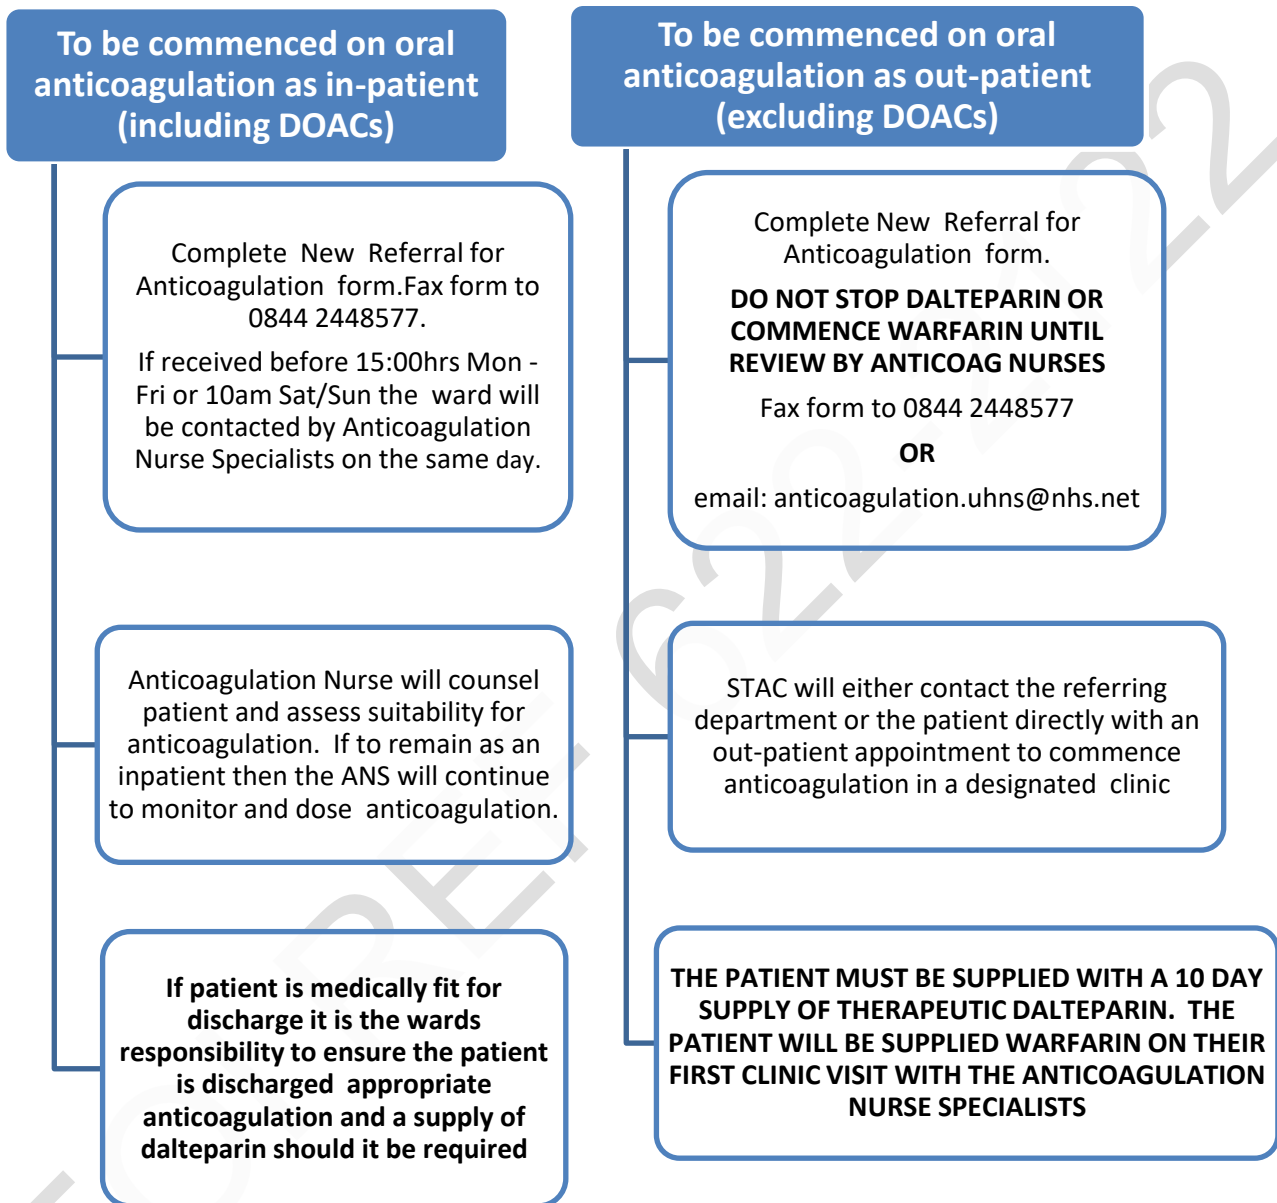 To be commenced on oral
anticoagulation as in-patient
(including DOACs)
Complete New Referral for
Anticoagulation form.Fax form to
0844 2448577.
If received before 15:00hrs Mon -
Fri or 10am Sat/Sun the ward will
be contacted by Anticoagulation
Nurse Specialists on the same day.
Anticoagulation Nurse will counsel
patient and assess suitability for
anticoagulation. If to remain as an
inpatient then the ANS will continue
to monitor and dose anticoagulation.
If patient is medically fit for
discharge it is the wards
responsibility to ensure the patient
is discharged appropriate
anticoagulation and a supply of
dalteparin should it be required
To be commenced on oral
anticoagulation as out-patient
(excluding DOACs)
Complete New Referral for
Anticoagulation form.
DO NOT STOP DALTEPARIN OR
COMMENCE WARFARIN UNTIL
REVIEW BY ANTICOAG NURSES
Fax form to 0844 2448577
OR
email: anticoagulation.uhns@nhs.net
STAC will either contact the referring
department or the patient directly with an
out-patient appointment to commence
anticoagulation in a designated clinic
THE PATIENT MUST BE SUPPLIED WITH A 10 DAY
SUPPLY OF THERAPEUTIC DALTEPARIN. THE
PATIENT WILL BE SUPPLIED WARFARIN ON THEIR
FIRST CLINIC VISIT WITH THE ANTICOAGULATION
NURSE SPECIALISTS